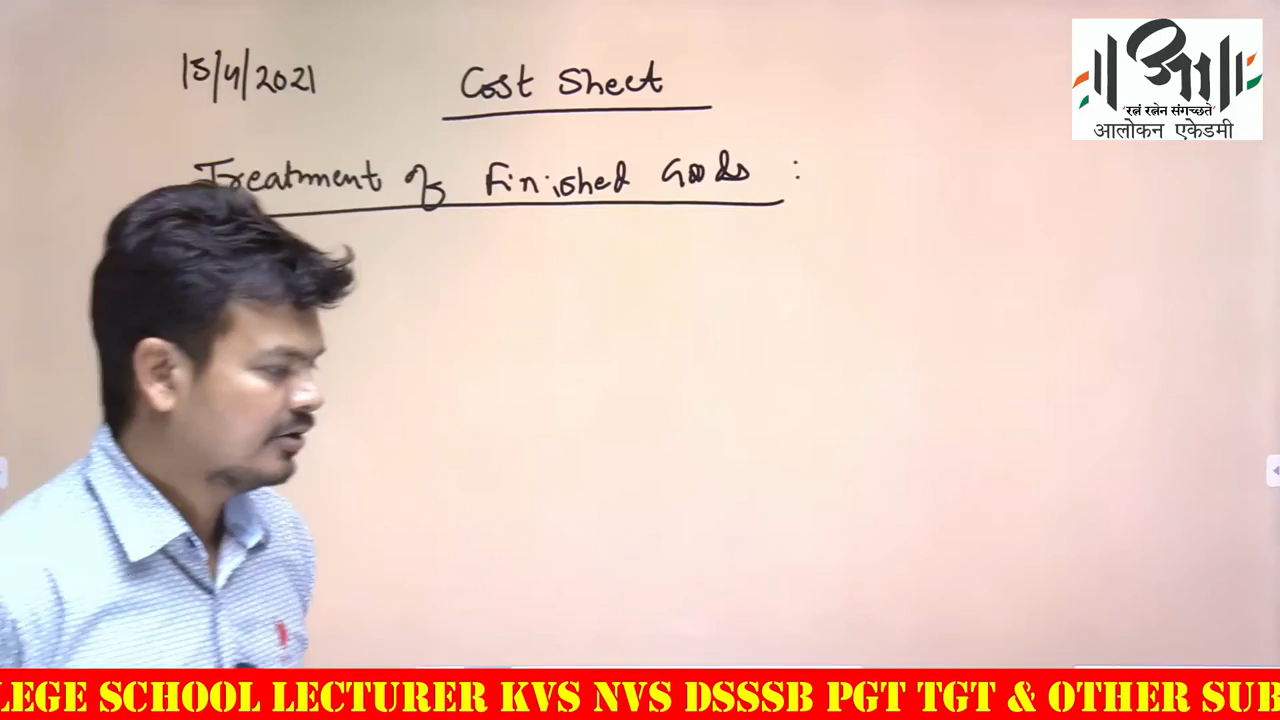 15/4/2021 Cost Sheet
Treatment of Finished Goods :
'रत्नं रत्नेन संगच्छते'
आलोकन एकेडमी
LEGE SCHOOL LECTURER KVS NVS DSSSB PGT TGT & OTHER SUB